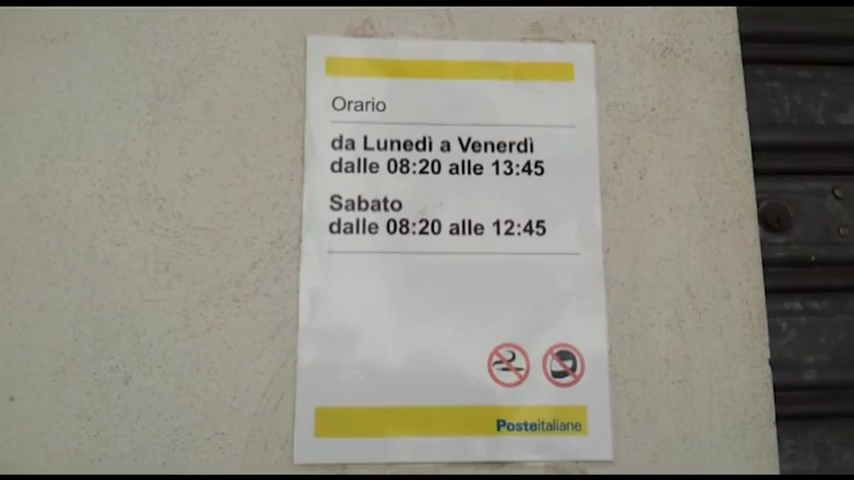 Orario
da Lunedì a Venerdì
dalle 08:20 alle 13:45
Sabato
dalle 08:20 alle 12:45
Posteitaliane